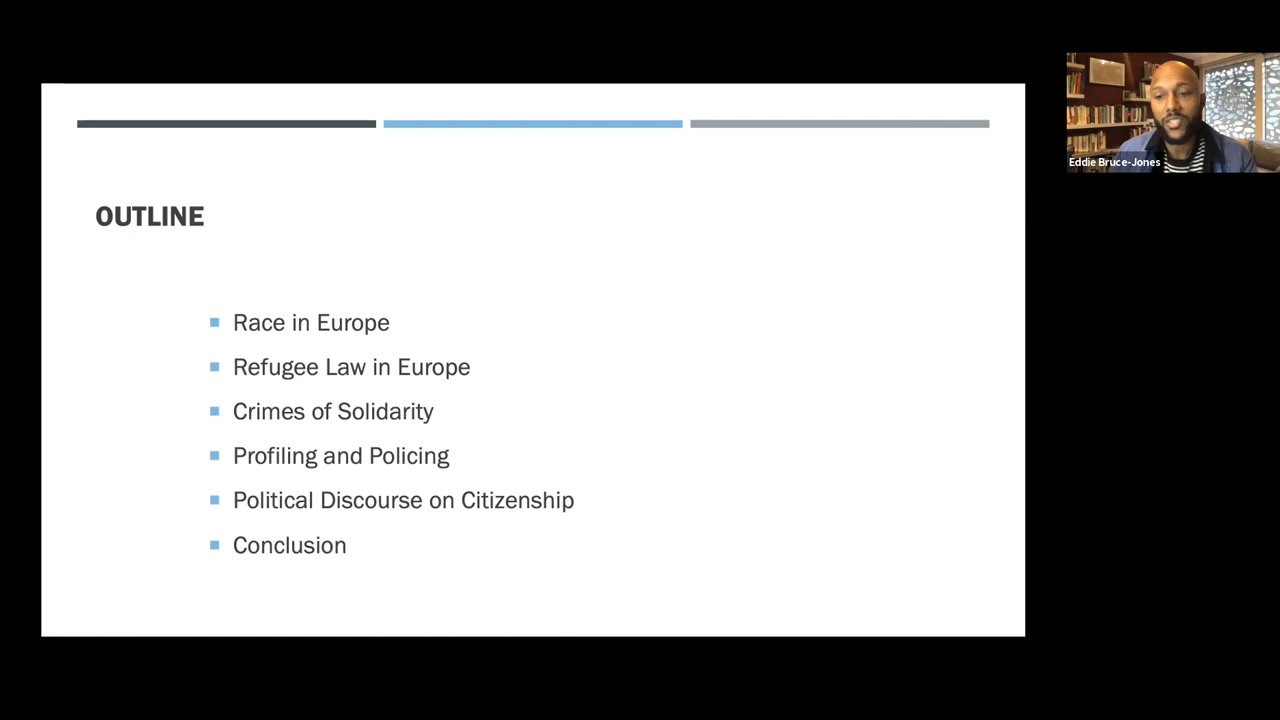 OUTLINE
Race in Europe
Refugee Law in Europe
Crimes of Solidarity
Profiling and Policing
Political Discourse on Citizenship
Conclusion
Eddie Bruce-Jones